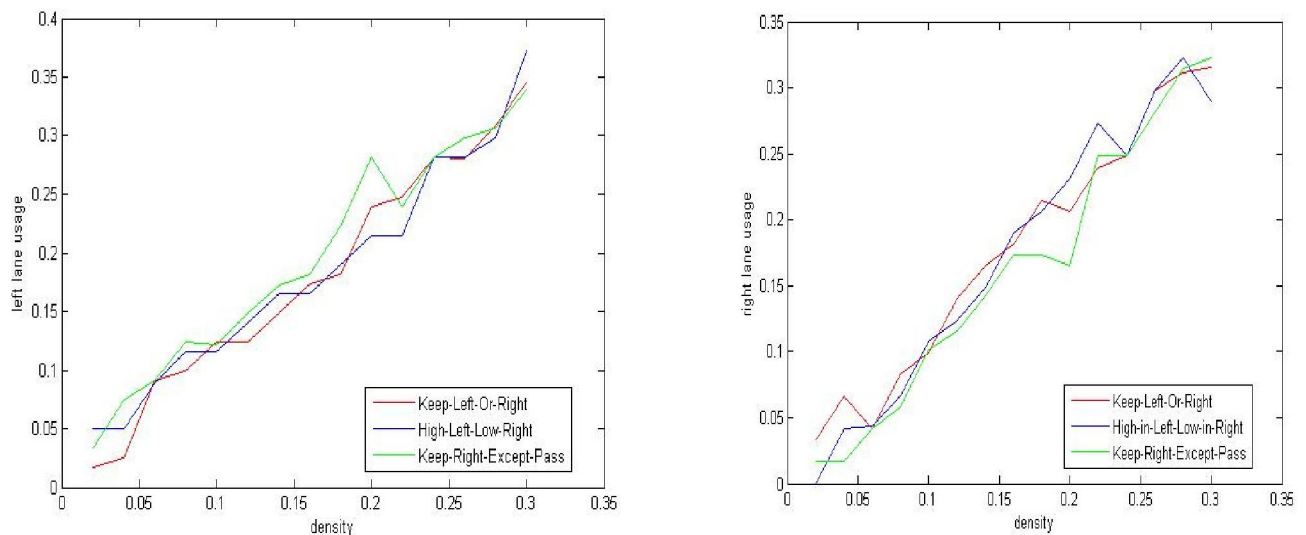 0.4
0.35
0.3
0.25
0.2
0.15
0.1
0.05
0
left lane usage
0 0.05 0.1 0.15 0.2 0.25 0.3 0.35
density
Keep-Left-Or-Right
High-Left-Low-Right
Keep-Right-Except-Pass
0.35
0.3
0.25
0.2
0.15
0.1
0.05
0
right lane usage
0 0.05 0.1 0.15 0.2 0.25 0.3 0.35
density
Keep-Left-Or-Right
High-in-Left-Low-in-Right
Keep-Right-Except-Pass